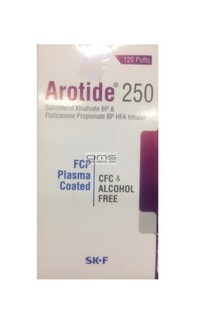 120 Puffs
Arotide® 250
Salmeterol Xinafoate BP &
Fluticasone Propionate BP HFA Inhaler
QMS
FCP
Plasma
Coated
CFC &
ALCOHOL
FREE
SK+F